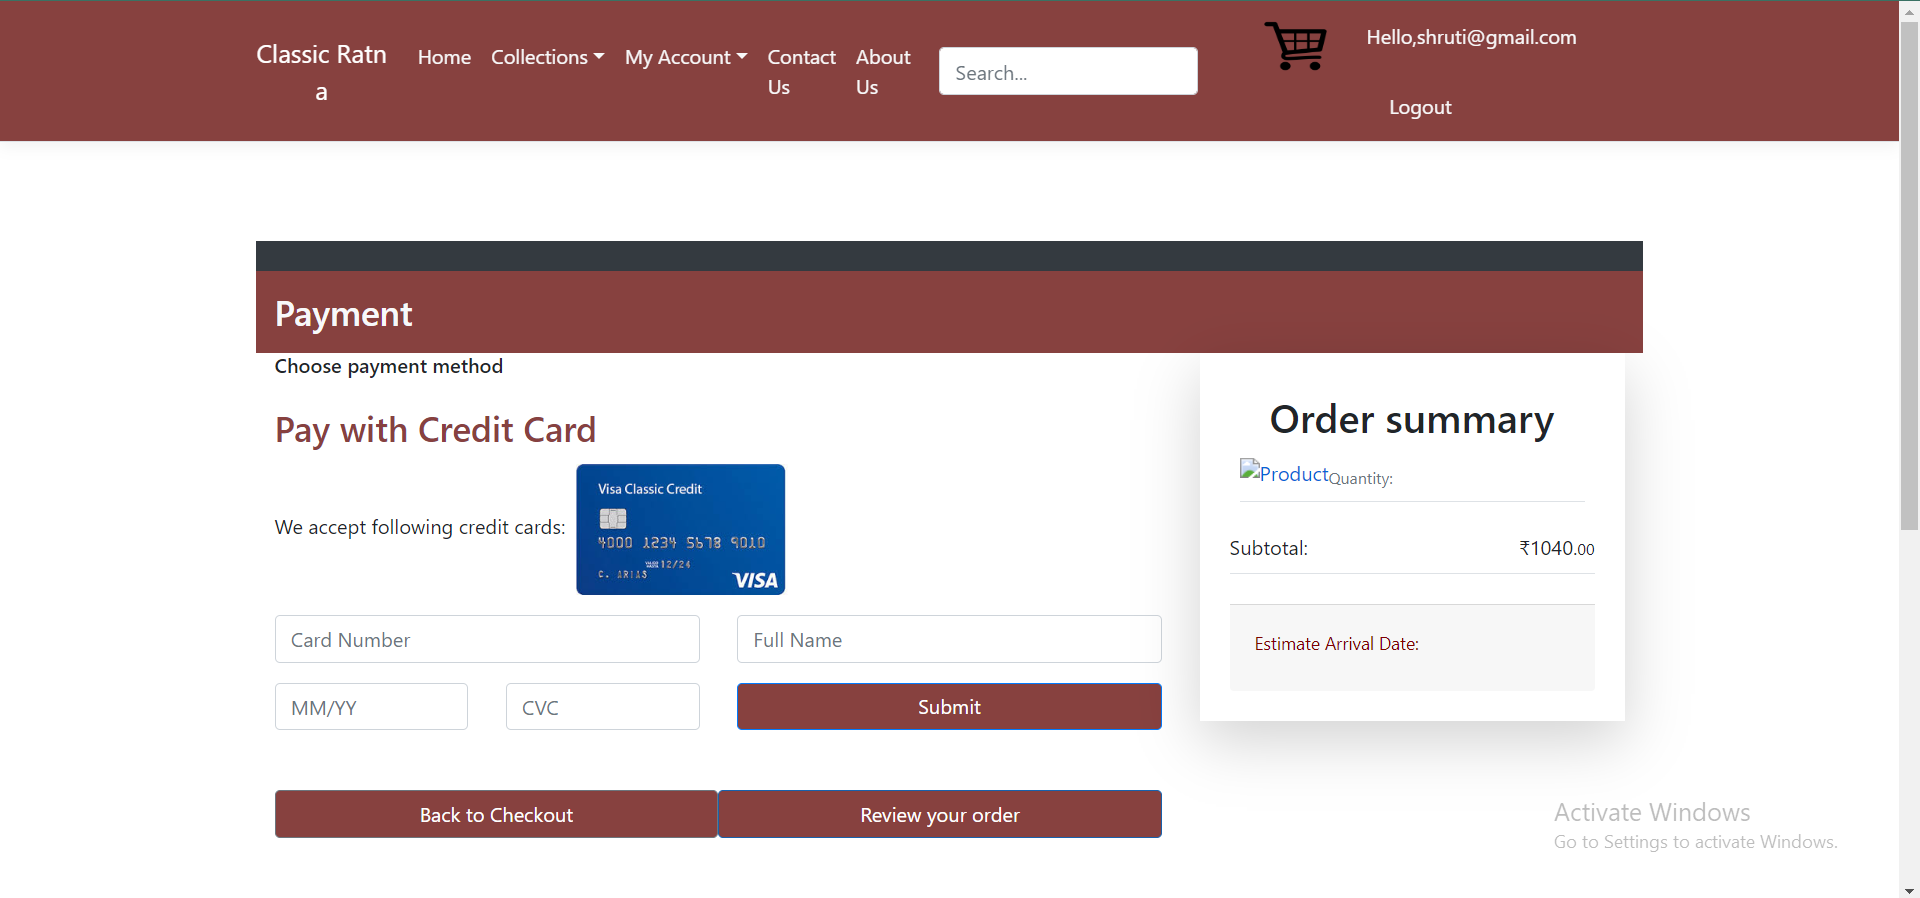 Classic Ratn
a
Home
Collections
My Account
Contact
Us
About
Us
Search...
Hello,shruti@gmail.com
Logout
Payment
Choose payment method
Pay with Credit Card
We accept following credit cards:
Visa Classic Credit
4000 1234 5678 9010
12/24
C. ARIAS
VISA
Card Number
Full Name
MM/YY
CVC
Submit
Back to Checkout
Review your order
Order summary
Product Quantity:
Subtotal: ₹1040.00
Estimate Arrival Date:
Activate Windows
Go to Settings to activate Windows.